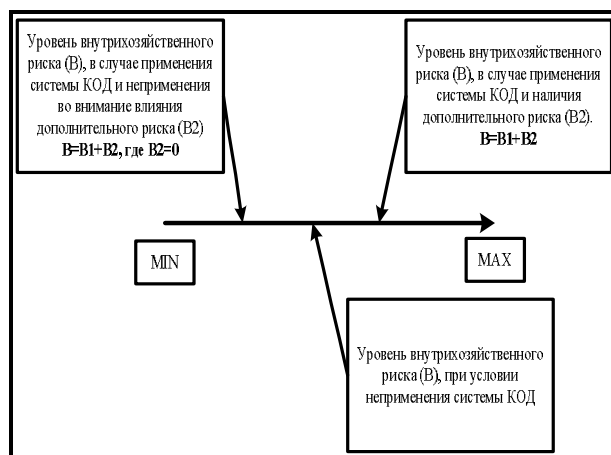 Уровень внутрихозяйственного
риска (В), в случае применения
системы КОД и неприменения
во внимание влияния
дополнительного риска (В2)
В=В1+В2, где В2=0
Уровень внутрихозяйственного
риска (В), в случае применения
системы КОД и наличия
дополнительного риска (В2).
В=В1+В2
MIN
MAX
Уровень внутрихозяйственного
риска (В), при условии
неприменения системы КОД